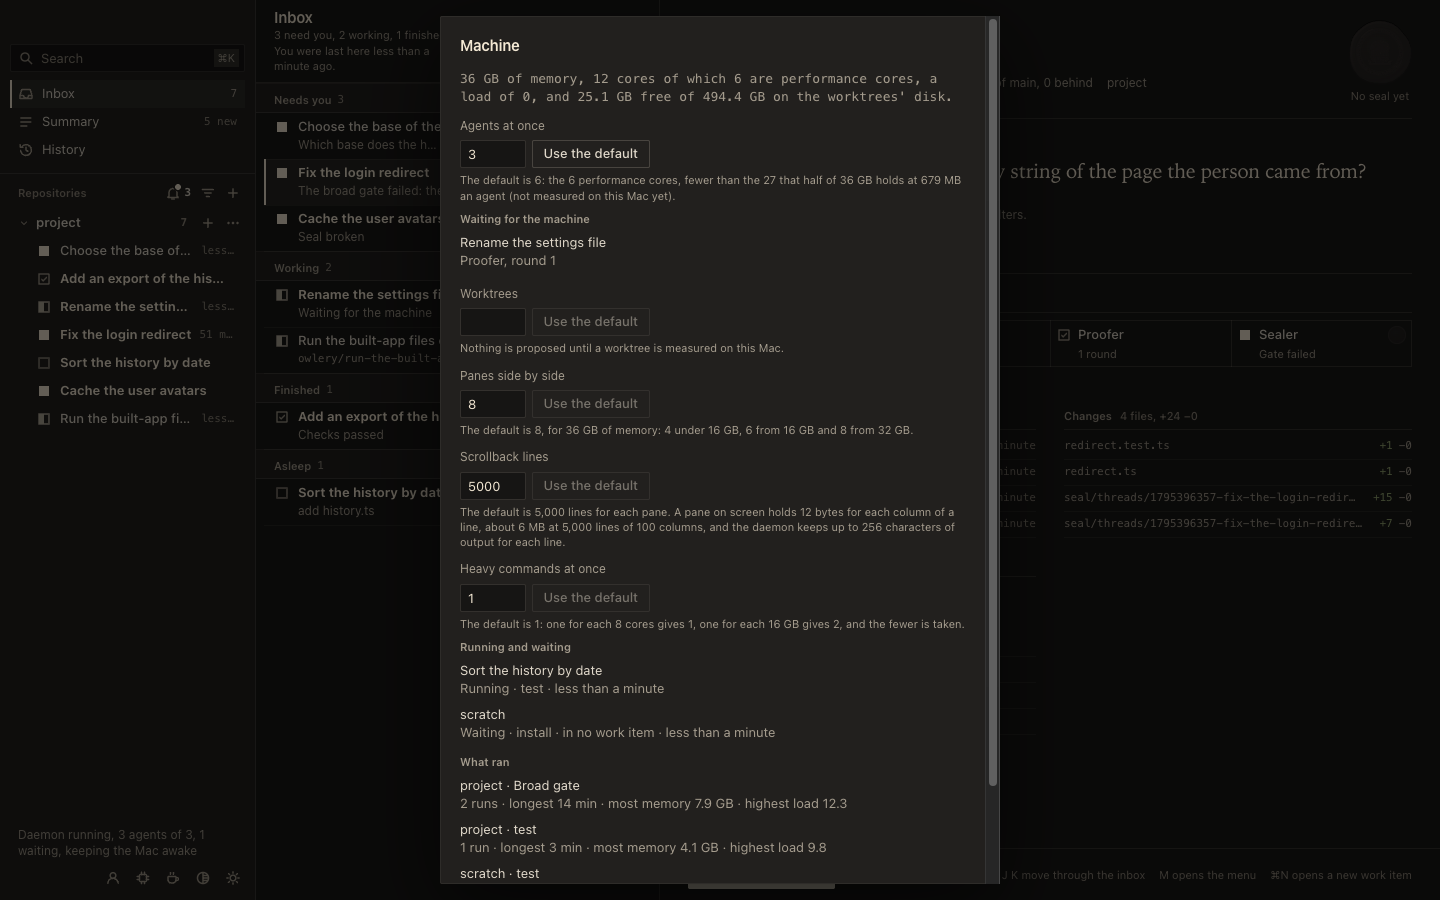 Search
⌘K
Inbox
7
Summary
5 new
History
Repositories
3
project
7
Choose the base of...
less...
Add an export of the his...
Rename the settin...
less...
Fix the login redirect
51 m...
Sort the history by date
Cache the user avatars
Run the built-app fi...
less...
Daemon running, 3 agents of 3, 1
waiting, keeping the Mac awake
Inbox
3 need you, 2 working, 1 finishe
You were last here less than a
minute ago.
Needs you 3
Choose the base of the
Which base does the h...
Fix the login redirect
The broad gate failed: the
Cache the user avatars
Seal broken
Working 2
Rename the settings fi
Waiting for the machine
Run the built-app files
owlery/run-the-built-a
Finished 1
Add an export of the h
Checks passed
Asleep 1
Sort the history by dat
add history.ts
Machine
36 GB of memory, 12 cores of which 6 are performance cores, a
load of 0, and 25.1 GB free of 494.4 GB on the worktrees' disk.
Agents at once
3
Use the default
The default is 6: the 6 performance cores, fewer than the 27 that half of 36 GB holds at 679 MB
an agent (not measured on this Mac yet).
Waiting for the machine
Rename the settings file
Proofer, round 1
Worktrees
Use the default
Nothing is proposed until a worktree is measured on this Mac.
Panes side by side
8
Use the default
The default is 8, for 36 GB of memory: 4 under 16 GB, 6 from 16 GB and 8 from 32 GB.
Scrollback lines
5000
Use the default
The default is 5,000 lines for each pane. A pane on screen holds 12 bytes for each column of a
line, about 6 MB at 5,000 lines of 100 columns, and the daemon keeps up to 256 characters of
output for each line.
Heavy commands at once
1
Use the default
The default is 1: one for each 8 cores gives 1, one for each 16 GB gives 2, and the fewer is taken.
Running and waiting
Sort the history by date
Running · test · less than a minute
scratch
Waiting · install · in no work item · less than a minute
What ran
project · Broad gate
2 runs · longest 14 min · most memory 7.9 GB · highest load 12.3
project · test
1 run · longest 3 min · most memory 4.1 GB · highest load 9.8
scratch · test
of main, 0 behind
project
No seal yet
y string of the page the person came from?
ters.
Proofer
1 round
Sealer
Gate failed
Changes 4 files, +24 −0
inute
redirect.test.ts
+1 −0
inute
redirect.ts
+1 −0
inute
seal/threads/1795396357-fix-the-login-redir...
+15 −0
inute
seal/threads/1795396357-fix-the-login-redire...
+7 −0
J K move through the inbox
M opens the menu
⌘N opens a new work item